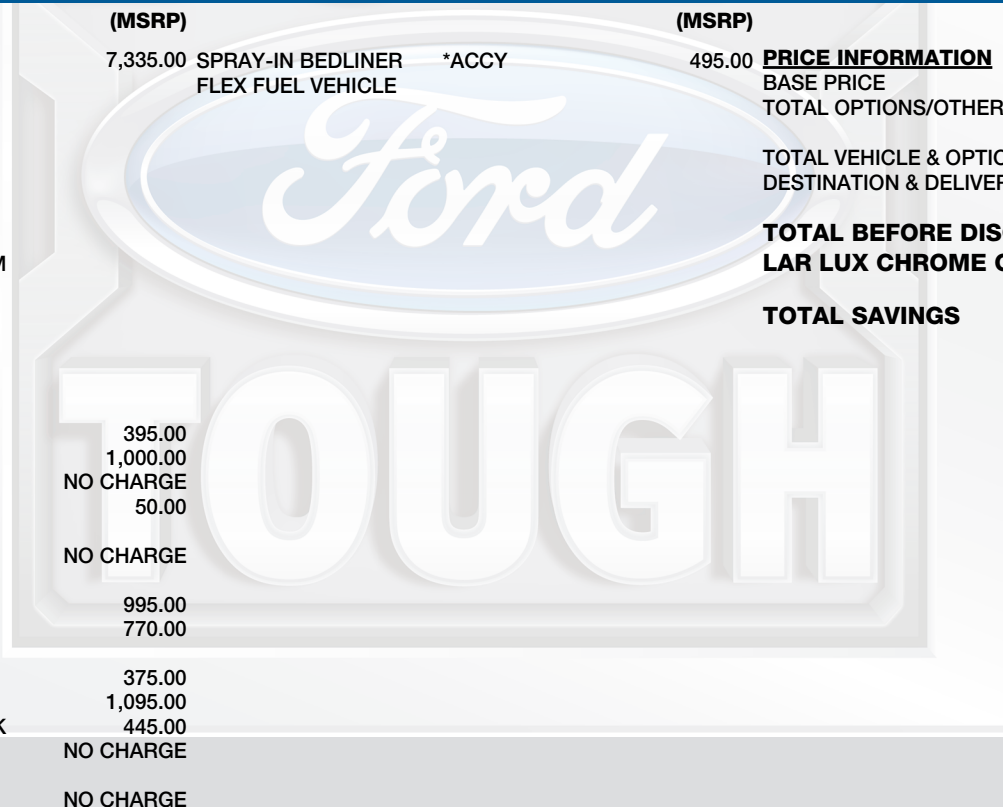 (MSRP)
7,335.00
M
395.00
1,000.00
NO CHARGE
50.00
NO CHARGE
995.00
770.00
375.00
1,095.00
K 445.00
NO CHARGE
NO CHARGE
(MSRP)
SPRAY-IN BEDLINER *ACCY 495.00
FLEX FUEL VEHICLE
PRICE INFORMATION
BASE PRICE
TOTAL OPTIONS/OTHER
TOTAL VEHICLE & OPTIO
DESTINATION & DELIVER
TOTAL BEFORE DIS
LAR LUX CHROME
TOTAL SAVINGS
Ford
TOUGH